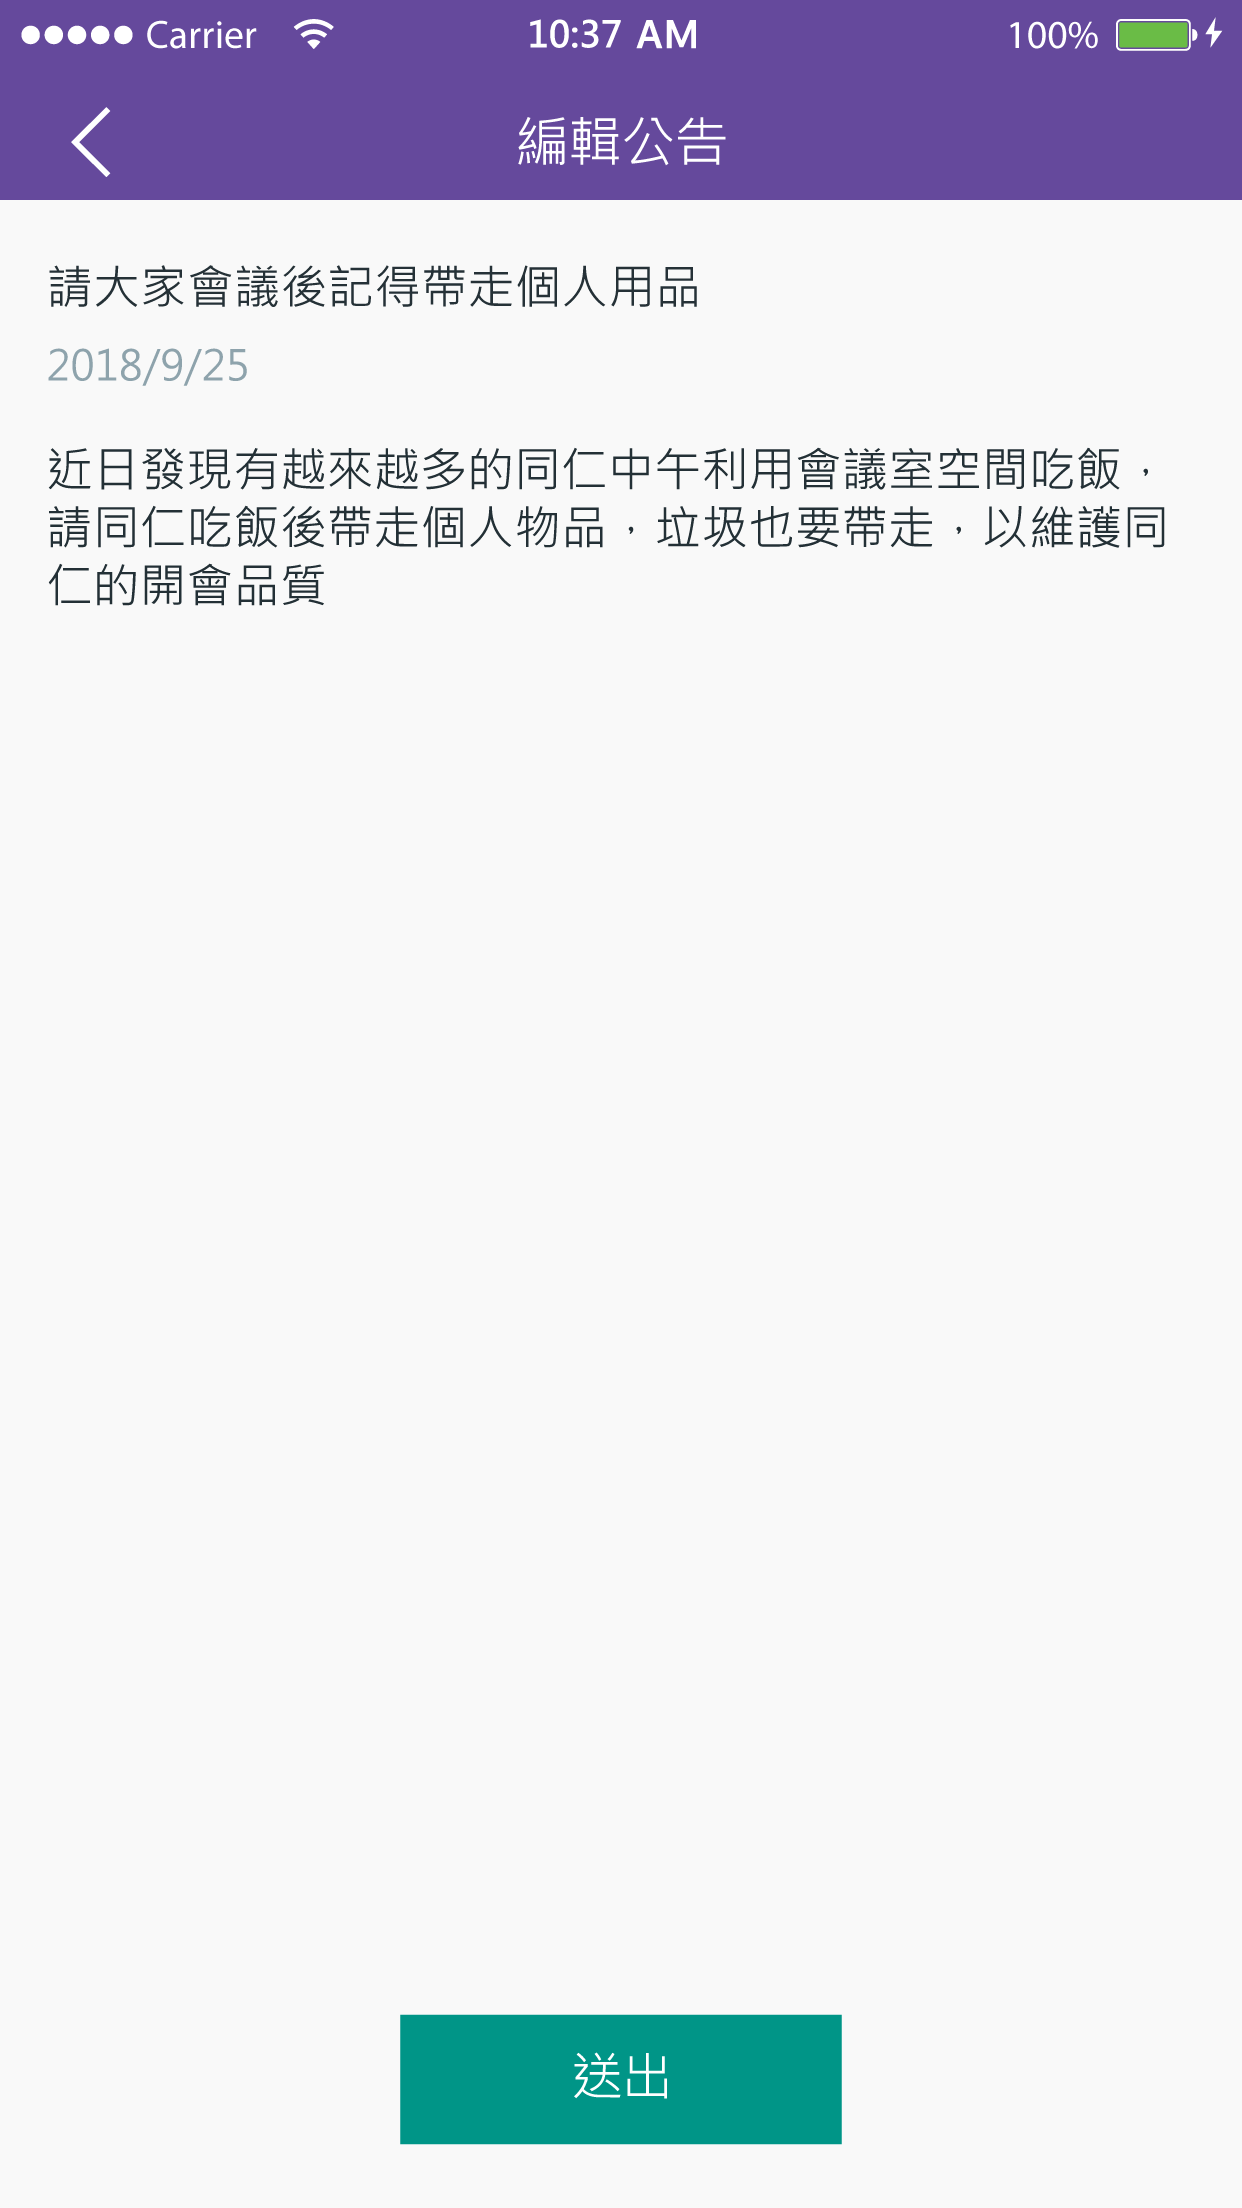 Carrier 10:37 AM 100%
編輯公告
請大家會議後記得帶走個人用品
2018/9/25
近日發現有越來越多的同仁中午利用會議室空間吃飯，
請同仁吃飯後帶走個人物品，垃圾也要帶走，以維護同
仁的開會品質
送出